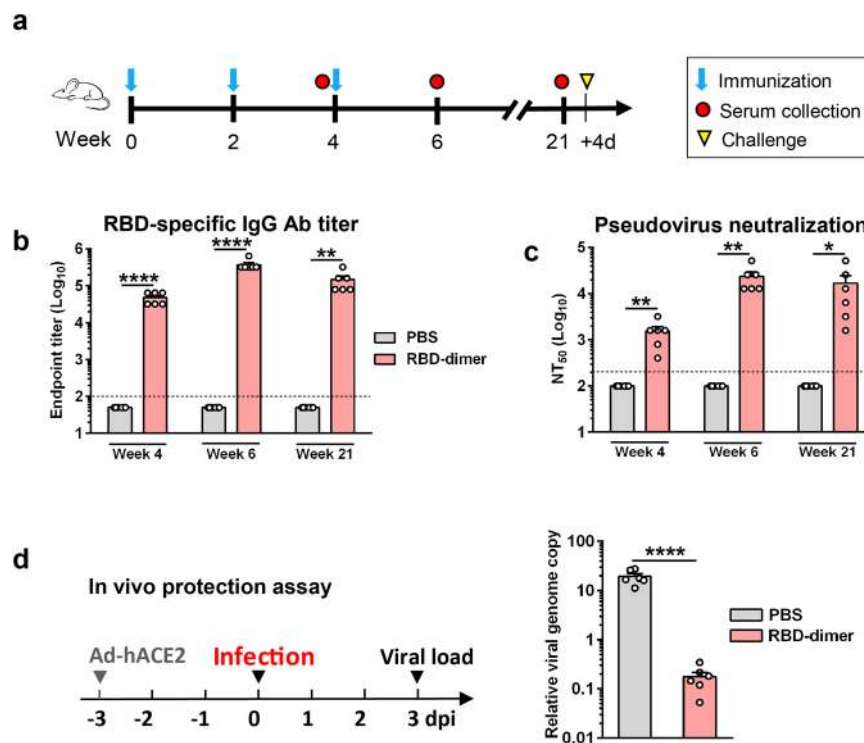 a
Week
0
2
4
6
21
+4d
Immunization
Serum collection
Challenge
b
RBD-specific IgG Ab titer
Endpoint titer (Log10)
6
5
4
3
2
1
**** **** **
Week 4 Week 6 Week 21
PBS
RBD-dimer
c
Pseudovirus neutralization
NT50 (Log10)
5
4
3
2
1
** ** *
Week 4 Week 6 Week 21
d
In vivo protection assay
Ad-hACE2 Infection Viral load
-3 -2 -1 0 1 2 3 dpi
Relative viral genome copy
100
10
1
0.1
0.01
****
PBS
RBD-dimer